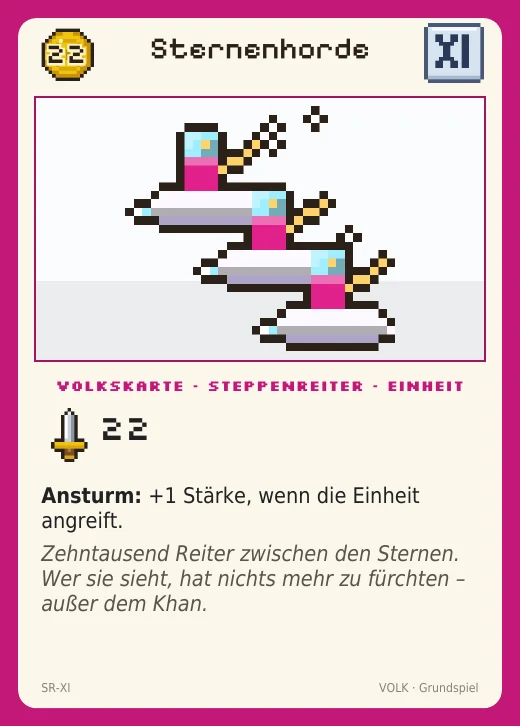 22
Sternenhorde
XI
VOLKSKARTE - STEPPENREITER - EINHEIT
22
Ansturm: +1 Stärke, wenn die Einheit
angreift.
Zehntausend Reiter zwischen den Sternen.
Wer sie sieht, hat nichts mehr zu fürchten –
außer dem Khan.
SR-XI
VOLK · Grundspiel